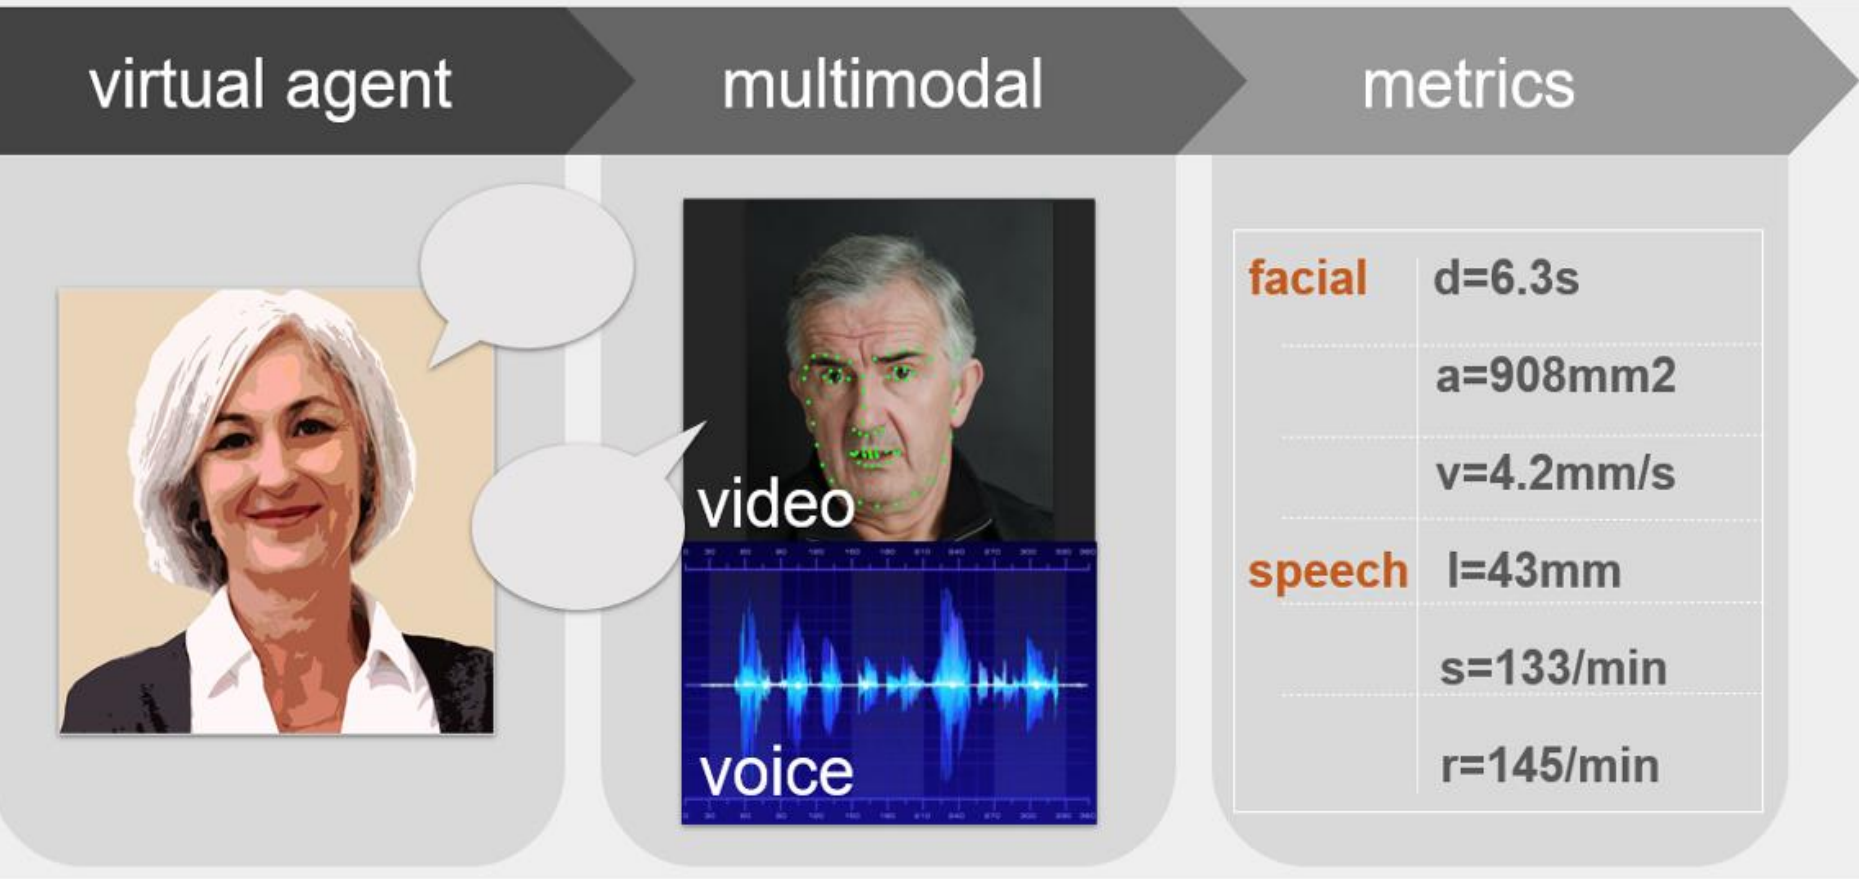 virtual agent
multimodal
metrics
video
voice
facial d=6.3s
a=908mm2
v=4.2mm/s
speech l=43mm
s=133/min
r=145/min